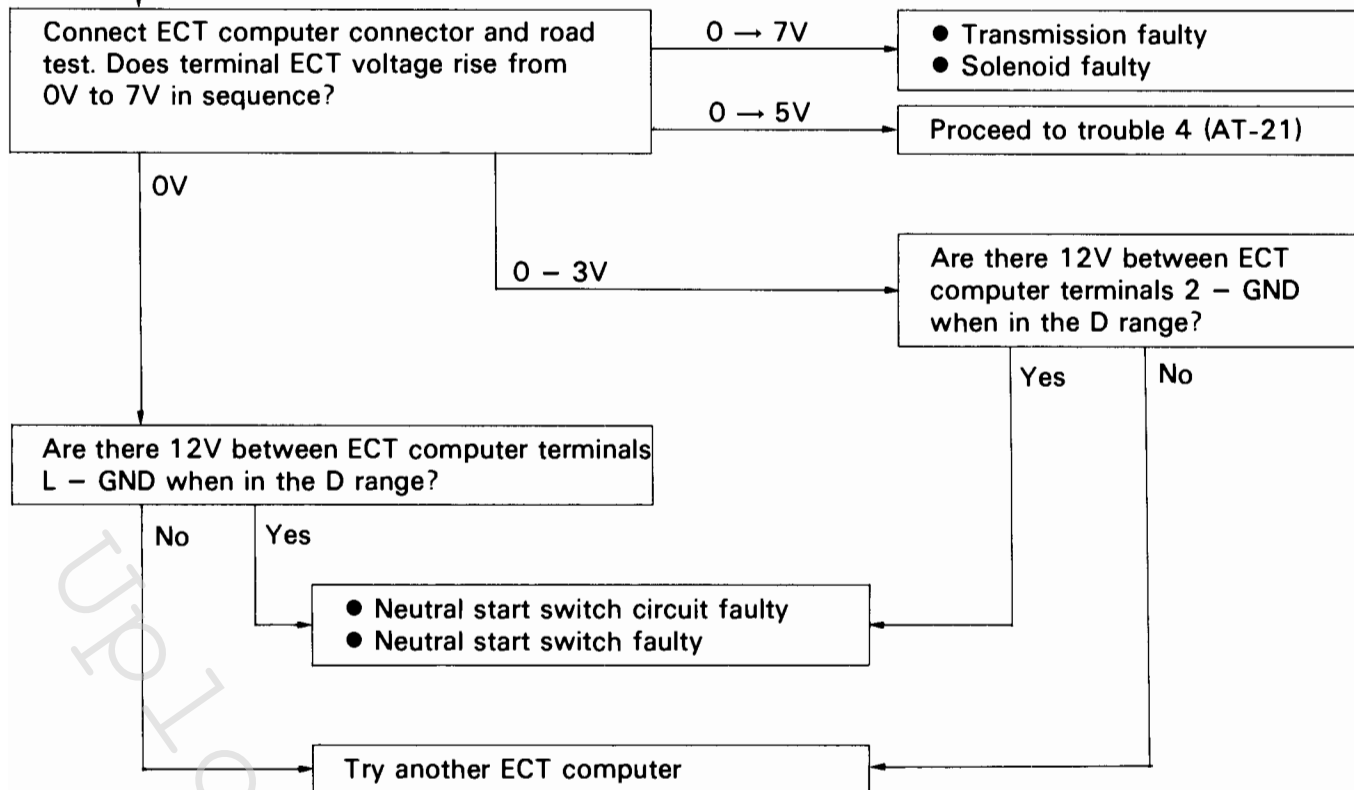 Connect ECT computer connector and road
test. Does terminal ECT voltage rise from
0V to 7V in sequence?
0 → 7V
● Transmission faulty
● Solenoid faulty
0 → 5V
Proceed to trouble 4 (AT-21)
0V
0 – 3V
Are there 12V between ECT
computer terminals 2 – GND
when in the D range?
Yes
No
Are there 12V between ECT computer terminals
L – GND when in the D range?
No
Yes
● Neutral start switch circuit faulty
● Neutral start switch faulty
Try another ECT computer
Uplo